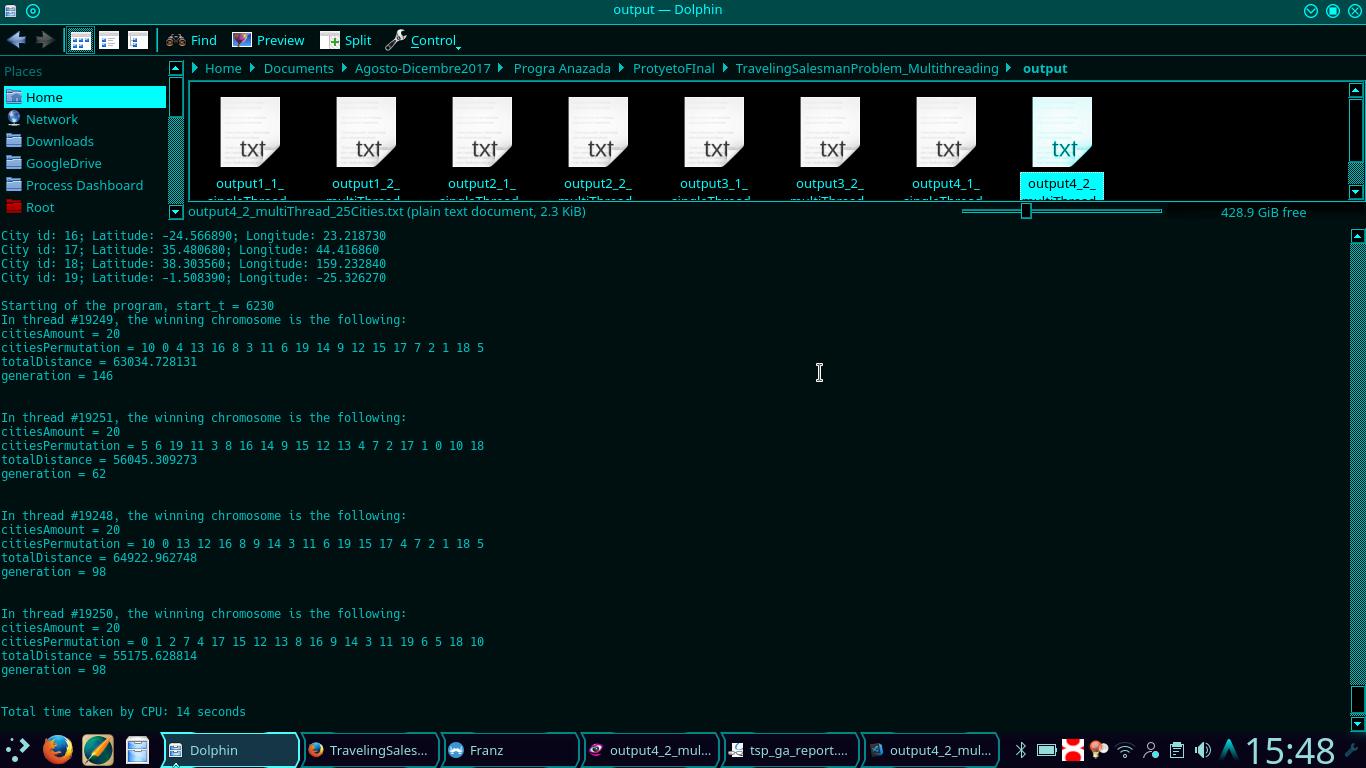 output — Dolphin
Find Preview Split Control
Places
Home Documents Agosto-Dicembre2017 Progra Anazada ProtyetoFInal TravelingSalesmanProblem_Multithreading output
Home
Network
Downloads
GoogleDrive
Process Dashboard
Root
txt txt txt txt txt txt txt txt
output1_1_ output1_2_ output2_1_ output2_2_ output3_1_ output3_2_ output4_1_ output4_2_
output4_2_multiThread_25Cities.txt (plain text document, 2.3 KiB) 428.9 GiB free
City id: 16; Latitude: -24.566890; Longitude: 23.218730
City id: 17; Latitude: 35.480680; Longitude: 44.416860
City id: 18; Latitude: 38.303560; Longitude: 159.232840
City id: 19; Latitude: -1.508390; Longitude: -25.326270
Starting of the program, start_t = 6230
In thread #19249, the winning chromosome is the following:
citiesAmount = 20
citiesPermutation = 10 0 4 13 16 8 3 11 6 19 14 9 12 15 17 7 2 1 18 5
totalDistance = 63034.728131
generation = 146
In thread #19251, the winning chromosome is the following:
citiesAmount = 20
citiesPermutation = 5 6 19 11 3 8 16 14 9 15 12 13 4 7 2 17 1 0 10 18
totalDistance = 56045.309273
generation = 62
In thread #19248, the winning chromosome is the following:
citiesAmount = 20
citiesPermutation = 10 0 13 12 16 8 9 14 3 11 6 19 15 17 4 7 2 1 18 5
totalDistance = 64922.962748
generation = 98
In thread #19250, the winning chromosome is the following:
citiesAmount = 20
citiesPermutation = 0 1 2 7 4 17 15 12 13 8 16 9 14 3 11 19 6 5 18 10
totalDistance = 55175.628814
generation = 98
Total time taken by CPU: 14 seconds
Dolphin TravelingSales... Franz output4_2_mul... tsp_ga_report.... output4_2_mul... 15:48